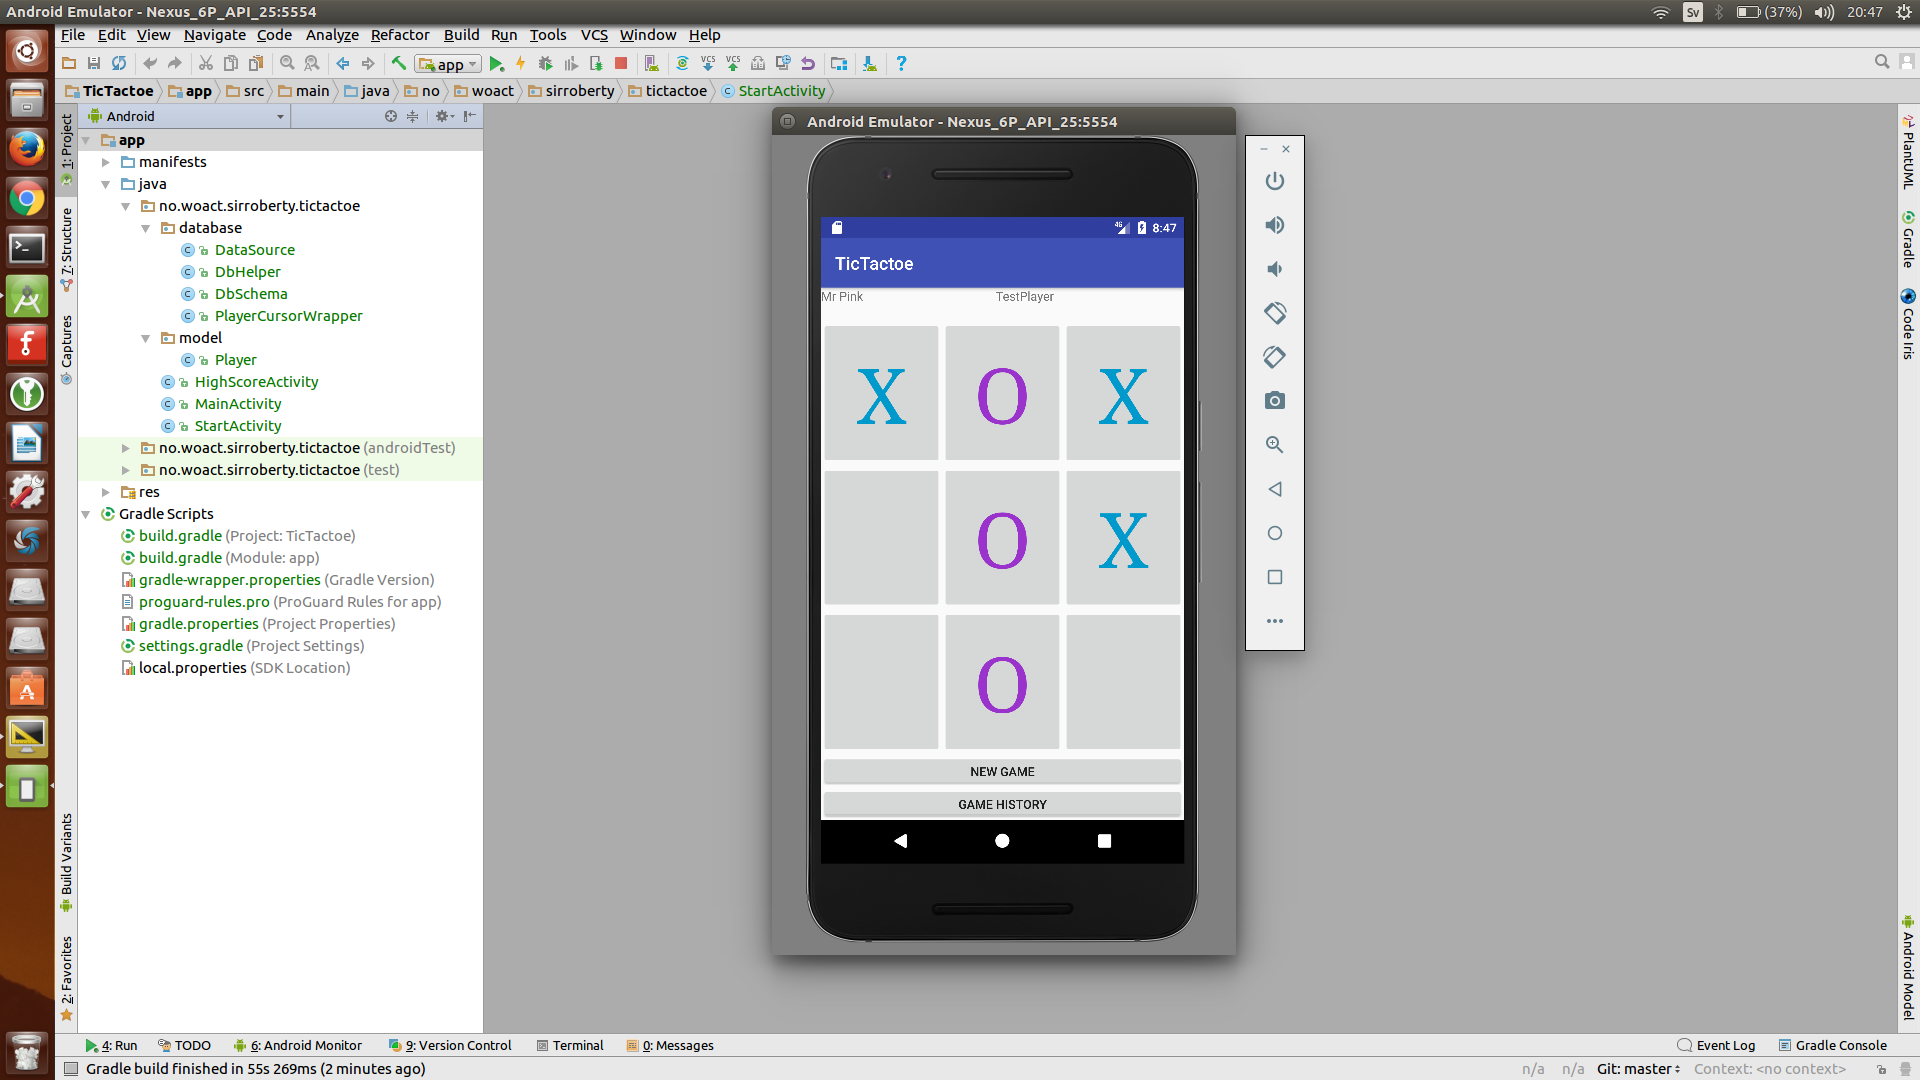 Android Emulator - Nexus_6P_API_25:5554
Sv (37%) 20:47
File Edit View Navigate Code Analyze Refactor Build Run Tools VCS Window Help
app VCS VCS ?
TicTactoe app src main java no woact sirroberty tictactoe StartActivity
1: Project
7: Structure
Captures
Build Variants
2: Favorites
Android
app
manifests
java
no.woact.sirroberty.tictactoe
database
DataSource
DbHelper
DbSchema
PlayerCursorWrapper
model
Player
HighScoreActivity
MainActivity
StartActivity
no.woact.sirroberty.tictactoe (androidTest)
no.woact.sirroberty.tictactoe (test)
res
Gradle Scripts
build.gradle (Project: TicTactoe)
build.gradle (Module: app)
gradle-wrapper.properties (Gradle Version)
proguard-rules.pro (ProGuard Rules for app)
gradle.properties (Project Properties)
settings.gradle (Project Settings)
local.properties (SDK Location)
Android Emulator - Nexus_6P_API_25:5554
4G 8:47
TicTactoe
Mr Pink TestPlayer
X O X
O X
O
NEW GAME
GAME HISTORY
PlantUML
Gradle
Code Iris
Android Model
4: Run TODO 6: Android Monitor 9: Version Control Terminal 0: Messages Event Log Gradle Console
Gradle build finished in 55s 269ms (2 minutes ago) n/a n/a Git: master Context: <no context>